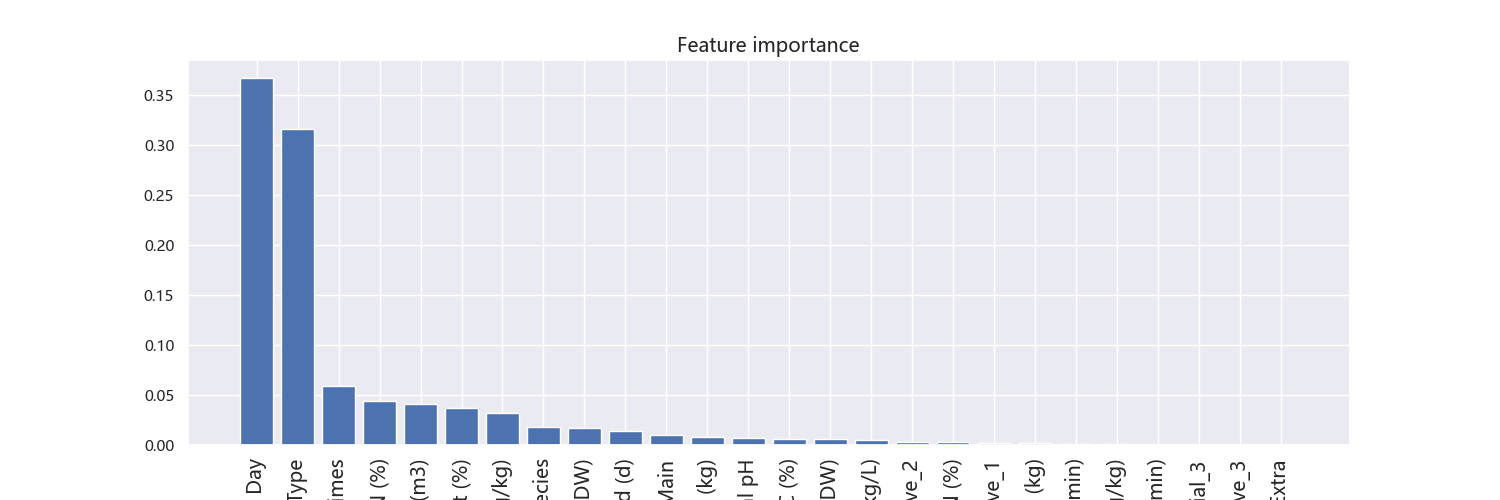 Feature importance
0.35
0.30
0.25
0.20
0.15
0.10
0.05
0.00
Day
Type
imes
N (%)
(m3)
t (%)
/kg)
ecies
DW)
d (d)
Main
(kg)
l pH
C (%)
DW)
kg/L)
ve_2
N (%)
ve_1
(kg)
min)
/kg)
min)
ial_3
ve_3
Extra